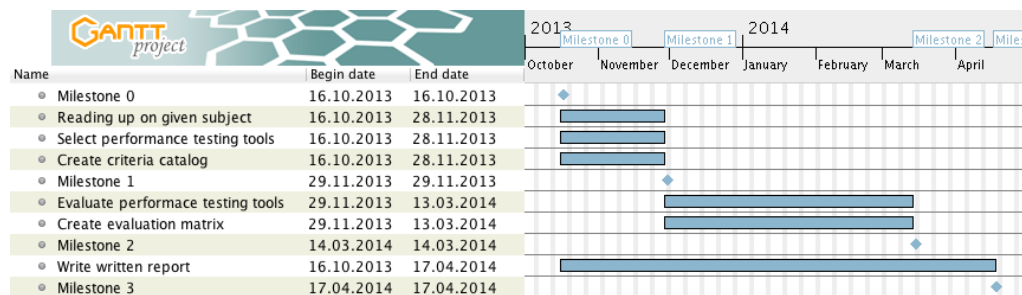 GANTT
project
2013 2014
Milestone 0 Milestone 1 Milestone 2 Mile
October November December January February March April
Name Begin date End date
Milestone 0 16.10.2013 16.10.2013
Reading up on given subject 16.10.2013 28.11.2013
Select performance testing tools 16.10.2013 28.11.2013
Create criteria catalog 16.10.2013 28.11.2013
Milestone 1 29.11.2013 29.11.2013
Evaluate performace testing tools 29.11.2013 13.03.2014
Create evaluation matrix 29.11.2013 13.03.2014
Milestone 2 14.03.2014 14.03.2014
Write written report 16.10.2013 17.04.2014
Milestone 3 17.04.2014 17.04.2014